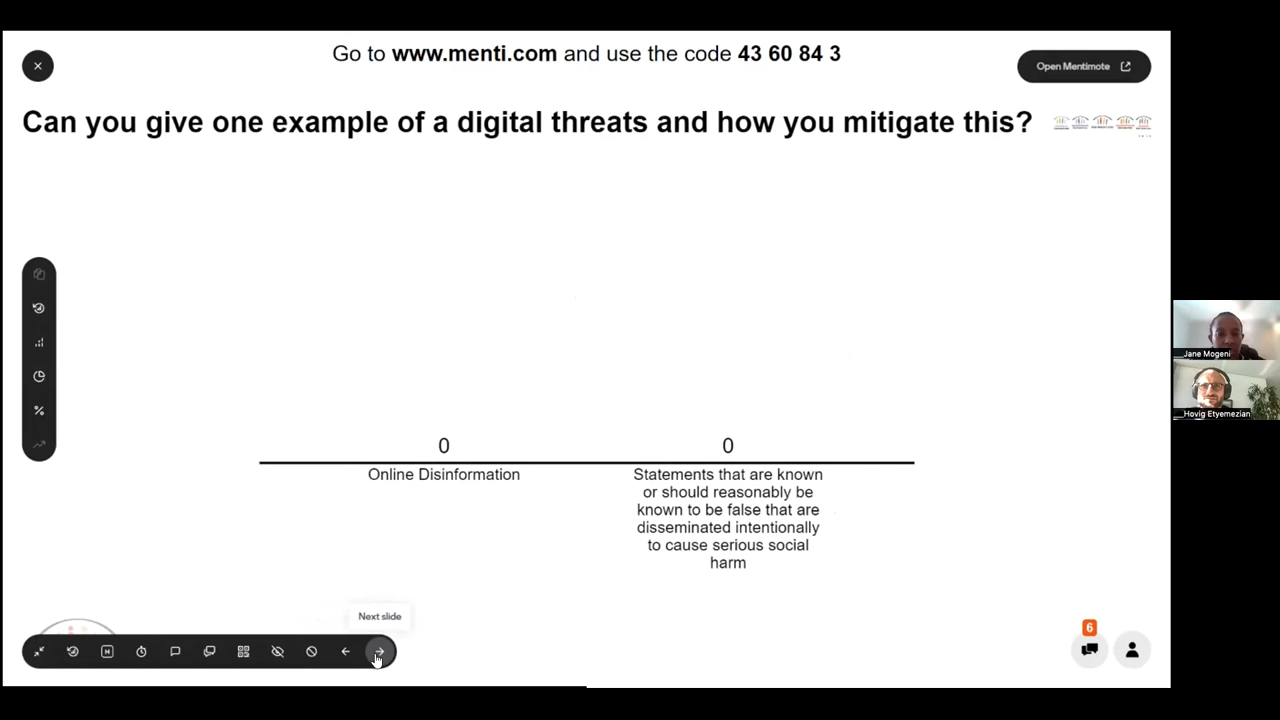 Go to www.menti.com and use the code 43 60 84 3
Open Mentimote
Can you give one example of a digital threats and how you mitigate this?
0
0
Online Disinformation
Statements that are known
or should reasonably be
known to be false that are
disseminated intentionally
to cause serious social
harm
Jane Mogeni
Hovig Etyemezian
Next slide
6